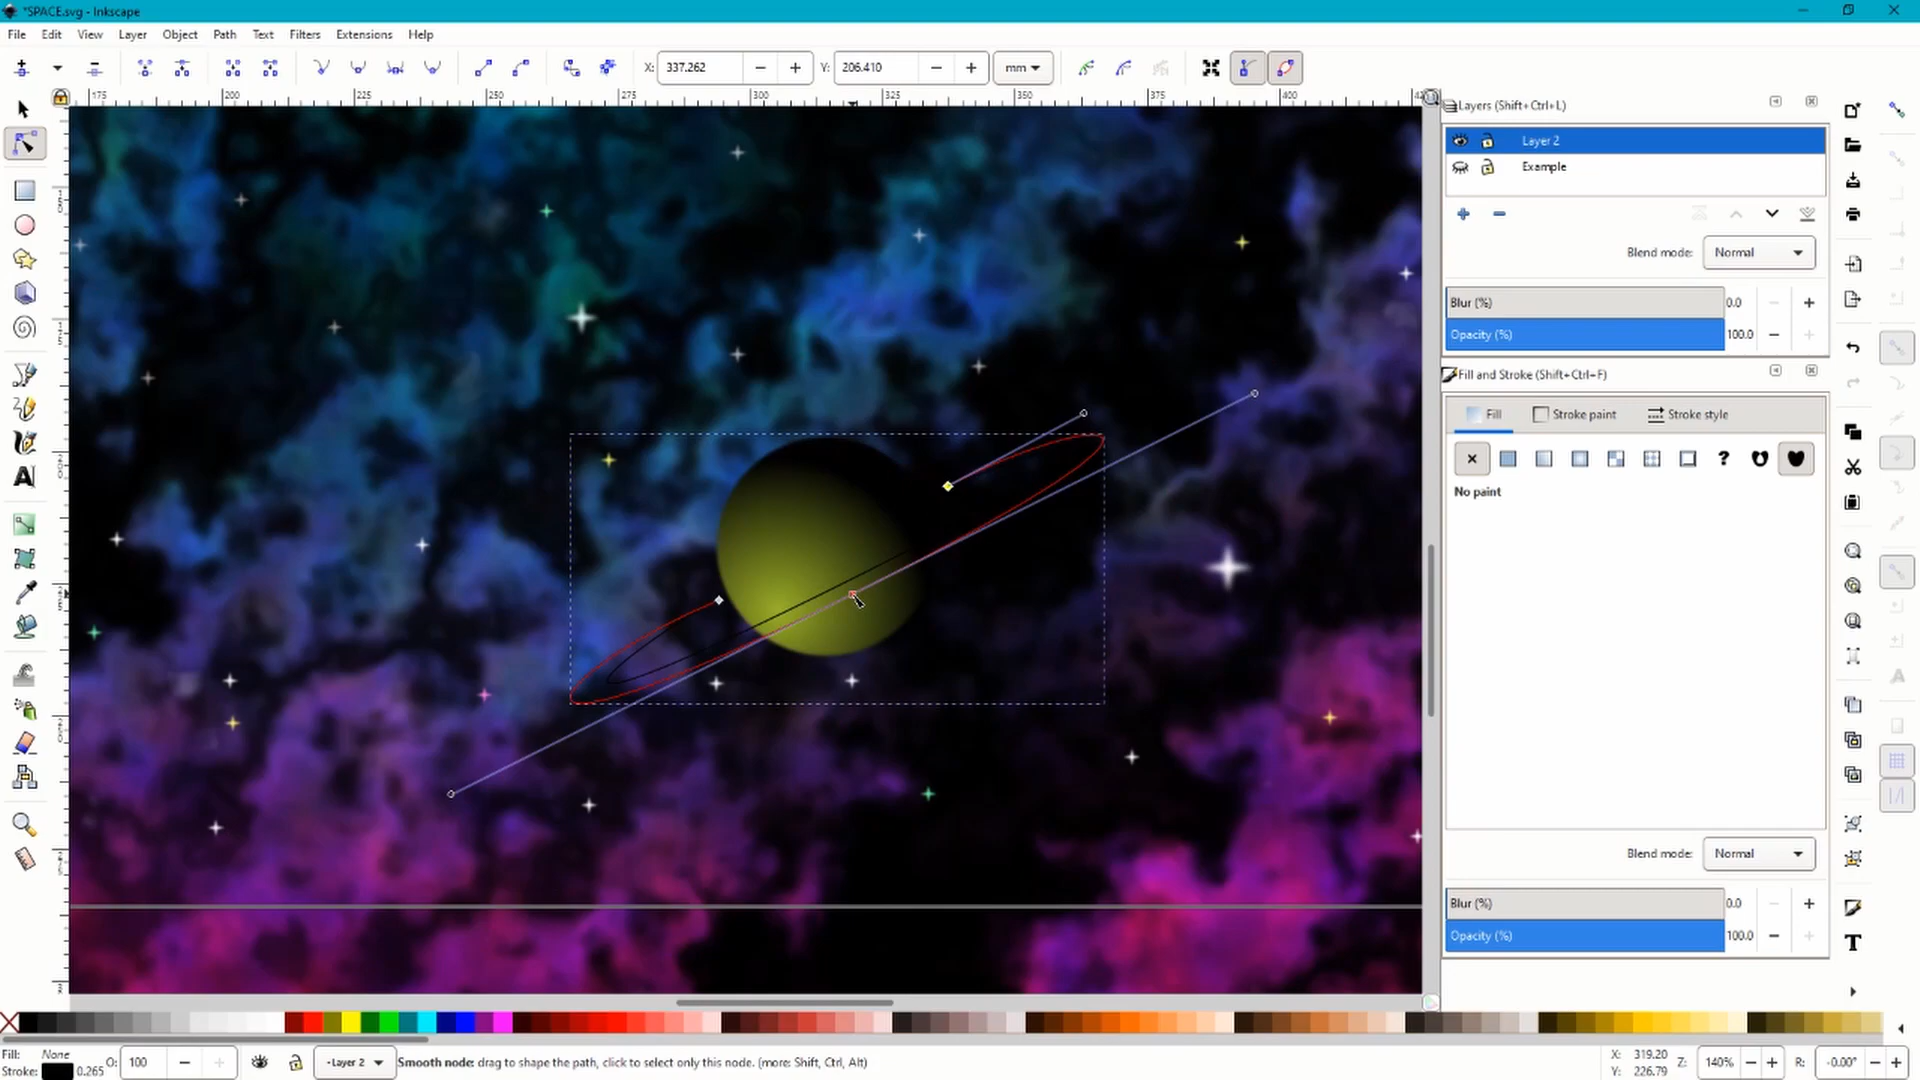 *SPACE.svg - Inkscape
File Edit View Layer Object Path Text Filters Extensions Help
X: 337.262 Y: 206.410 mm
175 200 225 250 275 300 325 350 375 400
Layers (Shift+Ctrl+L)
Layer 2
Example
Blend mode: Normal
Blur (%) 0.0
Opacity (%) 100.0
Fill and Stroke (Shift+Ctrl+F)
Fill Stroke paint Stroke style
No paint
Blend mode: Normal
Blur (%) 0.0
Opacity (%) 100.0
Fill: None O: 100 -Layer 2 Smooth node: drag to shape the path, click to select only this node. (more: Shift, Ctrl, Alt) X: 319.20 Z: 140% R: -0.00°
Stroke: 0.265 Y: 226.79